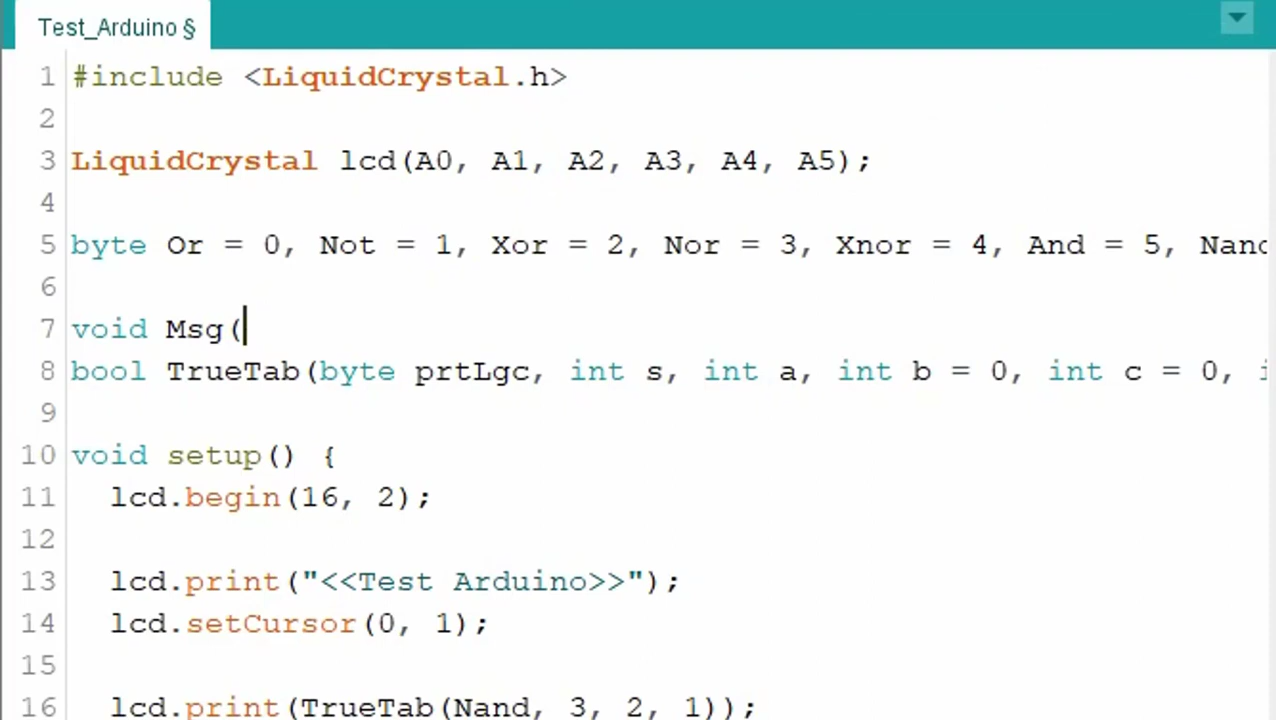 Test_Arduino §
1 #include <LiquidCrystal.h>
2
3 LiquidCrystal lcd(A0, A1, A2, A3, A4, A5);
4
5 byte Or = 0, Not = 1, Xor = 2, Nor = 3, Xnor = 4, And = 5,
6
7 void Msg(
8 bool TrueTab(byte prtLgc, int s, int a, int b = 0, int c = 0,
9
10 void setup() {
11 lcd.begin(16, 2);
12
13 lcd.print("<<Test Arduino>>");
14 lcd.setCursor(0, 1);
15
16 lcd.print(TrueTab(Nand, 3, 2, 1));